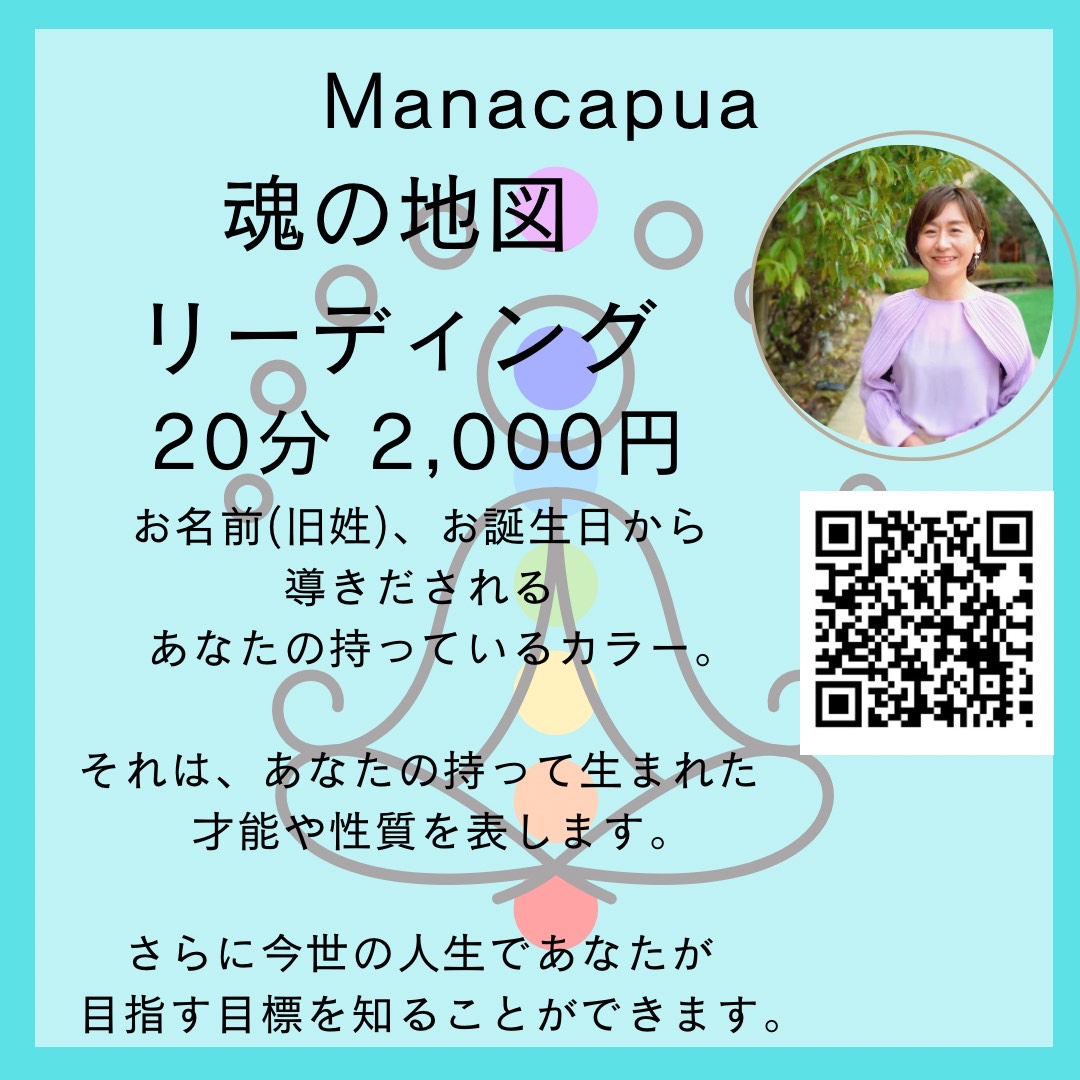 Manacapua
魂の地図
リーディング
20分 2,000円
お名前(旧姓)、お誕生日から
導きだされる
あなたの持っているカラー。
それは、あなたの持って生まれた
才能や性質を表します。
さらに今世の人生であなたが
目指す目標を知ることができます。